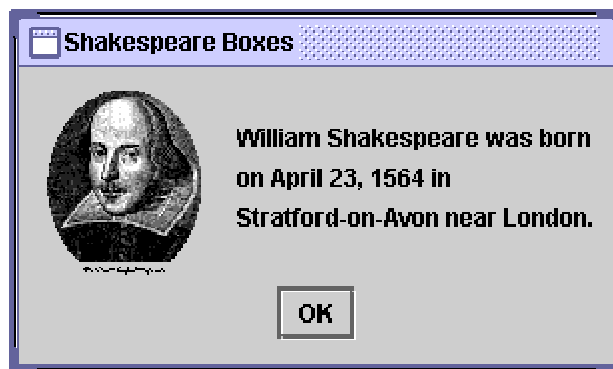 Shakespeare Boxes
William Shakespeare was born
on April 23, 1564 in
Stratford-on-Avon near London.
OK